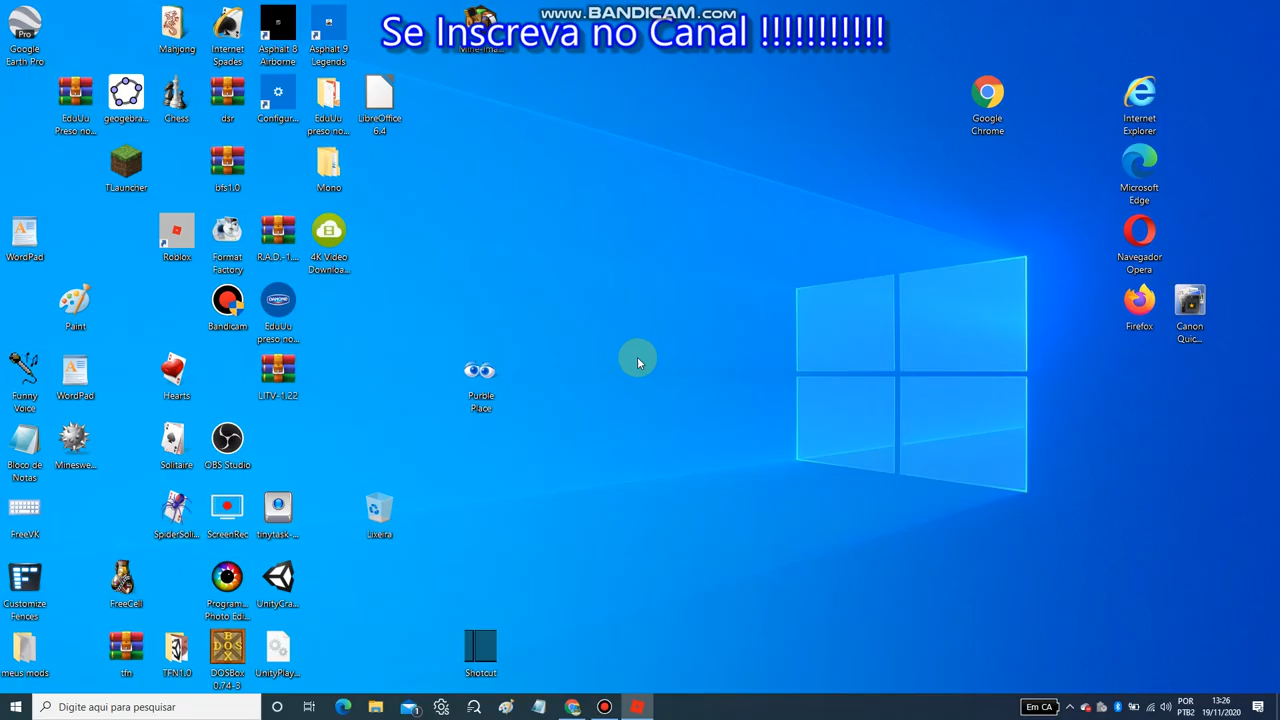 www.BANDICAM.com
Se Inscreva no Canal !!!!!!!!!!!
Pro
Google Earth Pro
Mahjong
Internet Spades
Asphalt 8 Airborne
Asphalt 9 Legends
EduUu Preso no...
geogebra...
Chess
dsr
Configur...
EduUu preso no...
LibreOffice 6.4
Google Chrome
Internet Explorer
TLauncher
bfs1.0
Mono
Microsoft Edge
WordPad
Roblox
Format Factory
R.A.D.-1....
4K Video Downloa...
Navegador Opera
Paint
Bandicam
DANONE
EduUu preso no...
Firefox
Canon Quic...
Funny Voice
WordPad
Hearts
LITV-1.22
Purble Place
Bloco de Notas
Mineswe...
Solitaire
OBS Studio
FreeVK
SpiderSoli...
ScreenRec
tinytask-...
Lixeira
Customize Fences
FreeCell
Program... Photo Edi...
UnityCra...
meus mods
tfn
TFN1.0
DOSBox 0.74-3
UnityPlay...
Shotcut
Digite aqui para pesquisar
Em CA
POR
PTB2
13:26
19/11/2020